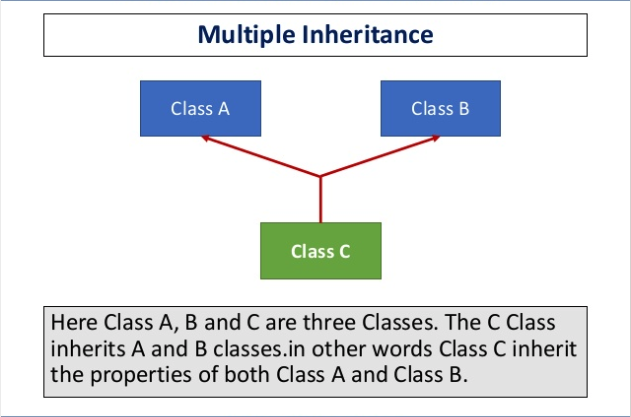 Multiple Inheritance
Class A
Class B
Class C
Here Class A, B and C are three Classes. The C Class
inherits A and B classes.in other words Class C inherit
the properties of both Class A and Class B.